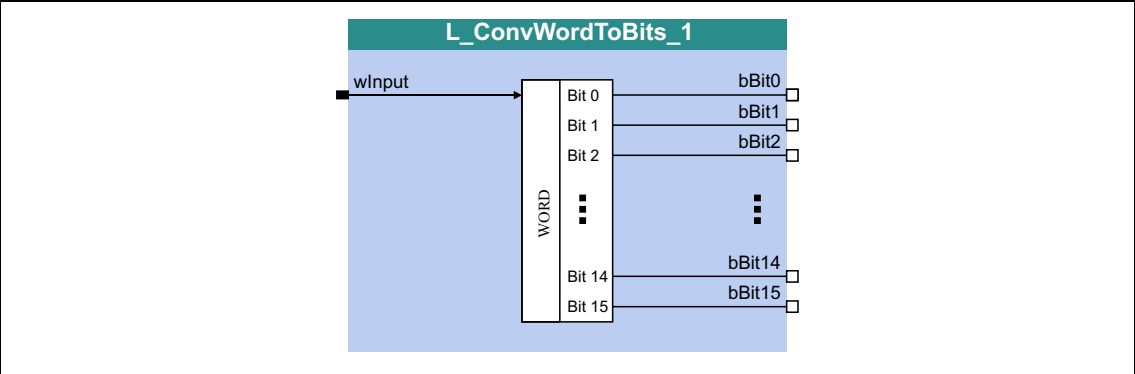 L_ConvWordToBits_1
wInput
WORD
Bit 0
bBit0
Bit 1
bBit1
Bit 2
bBit2
Bit 14
bBit14
Bit 15
bBit15